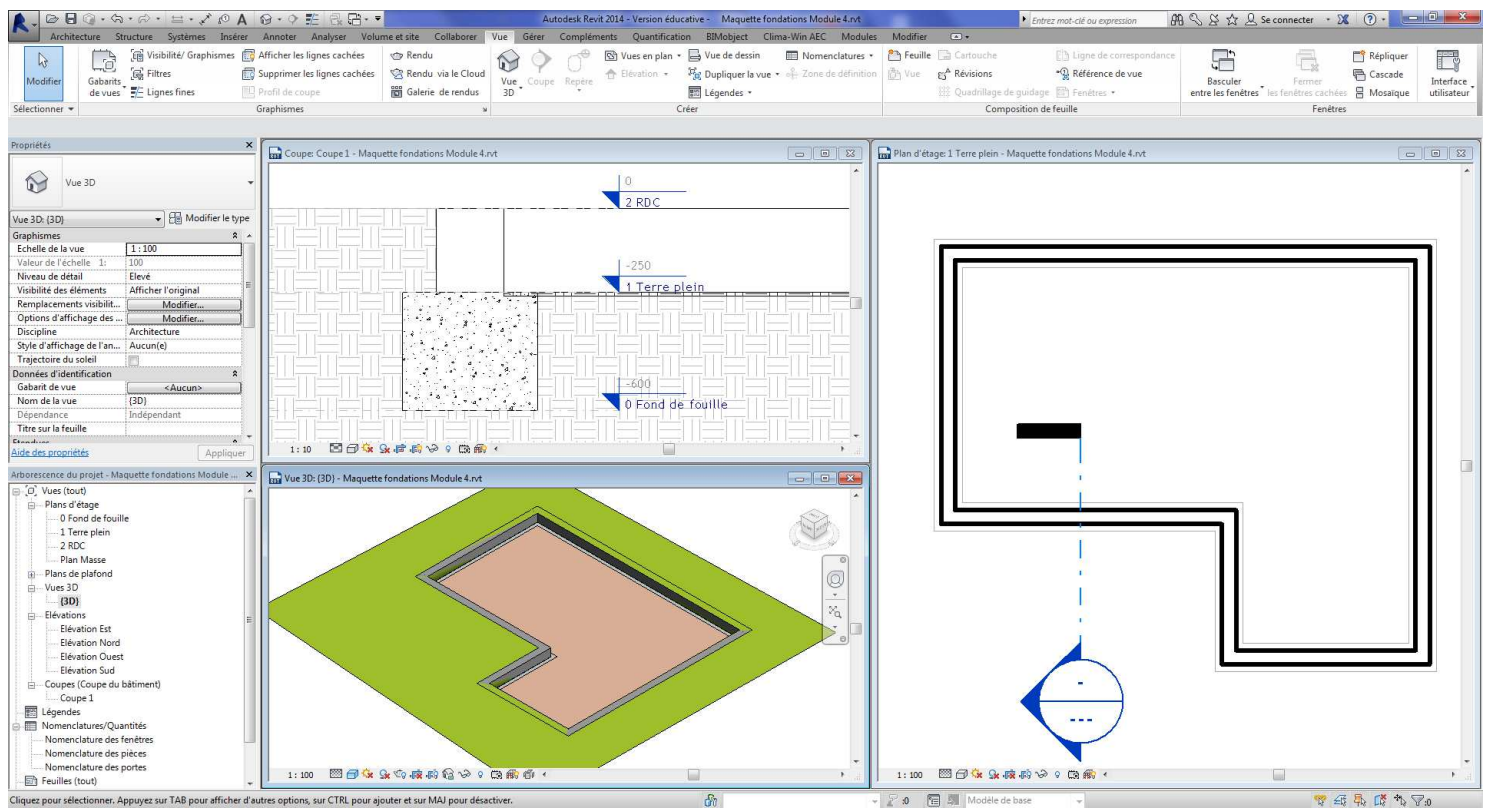 Autodesk Revit 2014 - Version éducative - Maquette fondations Module 4.rvt
Entrez mot-clé ou expression
Se connecter
Architecture Structure Systèmes Insérer Annoter Analyser Volume et site Collaborer Vue Gérer Compléments Quantification BIMobject Clima-Win AEC Modules Modifier
Modifier
Gabarits de vues
Visibilité/ Graphismes
Filtres
Lignes fines
Afficher les lignes cachées
Supprimer les lignes cachées
Profil de coupe
Rendu
Rendu via le Cloud
Galerie de rendus
Vue 3D
Coupe
Repère
Vues en plan
Élévation
Vue de dessin
Dupliquer la vue
Légendes
Nomenclatures
Zone de définition
Feuille
Vue
Cartouche
Révisions
Quadrillage de guidage
Ligne de correspondance
Référence de vue
Fenêtres
Basculer entre les fenêtres
Fermer les fenêtres cachées
Répliquer
Cascade
Mosaïque
Interface utilisateur
Sélectionner
Graphismes
Créer
Composition de feuille
Fenêtres
Propriétés
Vue 3D
Vue 3D: {3D}
Modifier le type
Graphismes
Echelle de la vue 1 : 100
Valeur de l'échelle 1: 100
Niveau de détail Elevé
Visibilité des éléments Afficher l'original
Remplacements visibilit... Modifier...
Options d'affichage des ... Modifier...
Discipline Architecture
Style d'affichage de l'an... Aucun(e)
Trajectoire du soleil
Données d'identification
Gabarit de vue <Aucun>
Nom de la vue {3D}
Dépendance Indépendant
Titre sur la feuille
Etendues
Aide des propriétés
Appliquer
Arborescence du projet - Maquette fondations Module ...
Vues (tout)
Plans d'étage
0 Fond de fouille
1 Terre plein
2 RDC
Plan Masse
Plans de plafond
Vues 3D
{3D}
Elévations
Elévation Est
Elévation Nord
Elévation Ouest
Elévation Sud
Coupes (Coupe du bâtiment)
Coupe 1
Légendes
Nomenclatures/Quantités
Nomenclature des fenêtres
Nomenclature des pièces
Nomenclature des portes
Feuilles (tout)
Coupe: Coupe 1 - Maquette fondations Module 4.rvt
0
2 RDC
-250
1 Terre plein
-600
0 Fond de fouille
1 : 10
Vue 3D: {3D} - Maquette fondations Module 4.rvt
1 : 100
Plan d'étage: 1 Terre plein - Maquette fondations Module 4.rvt
-
---
1 : 100
Cliquez pour sélectionner. Appuyez sur TAB pour afficher d'autres options, sur CTRL pour ajouter et sur MAJ pour désactiver.
:0
Modèle de base
:0